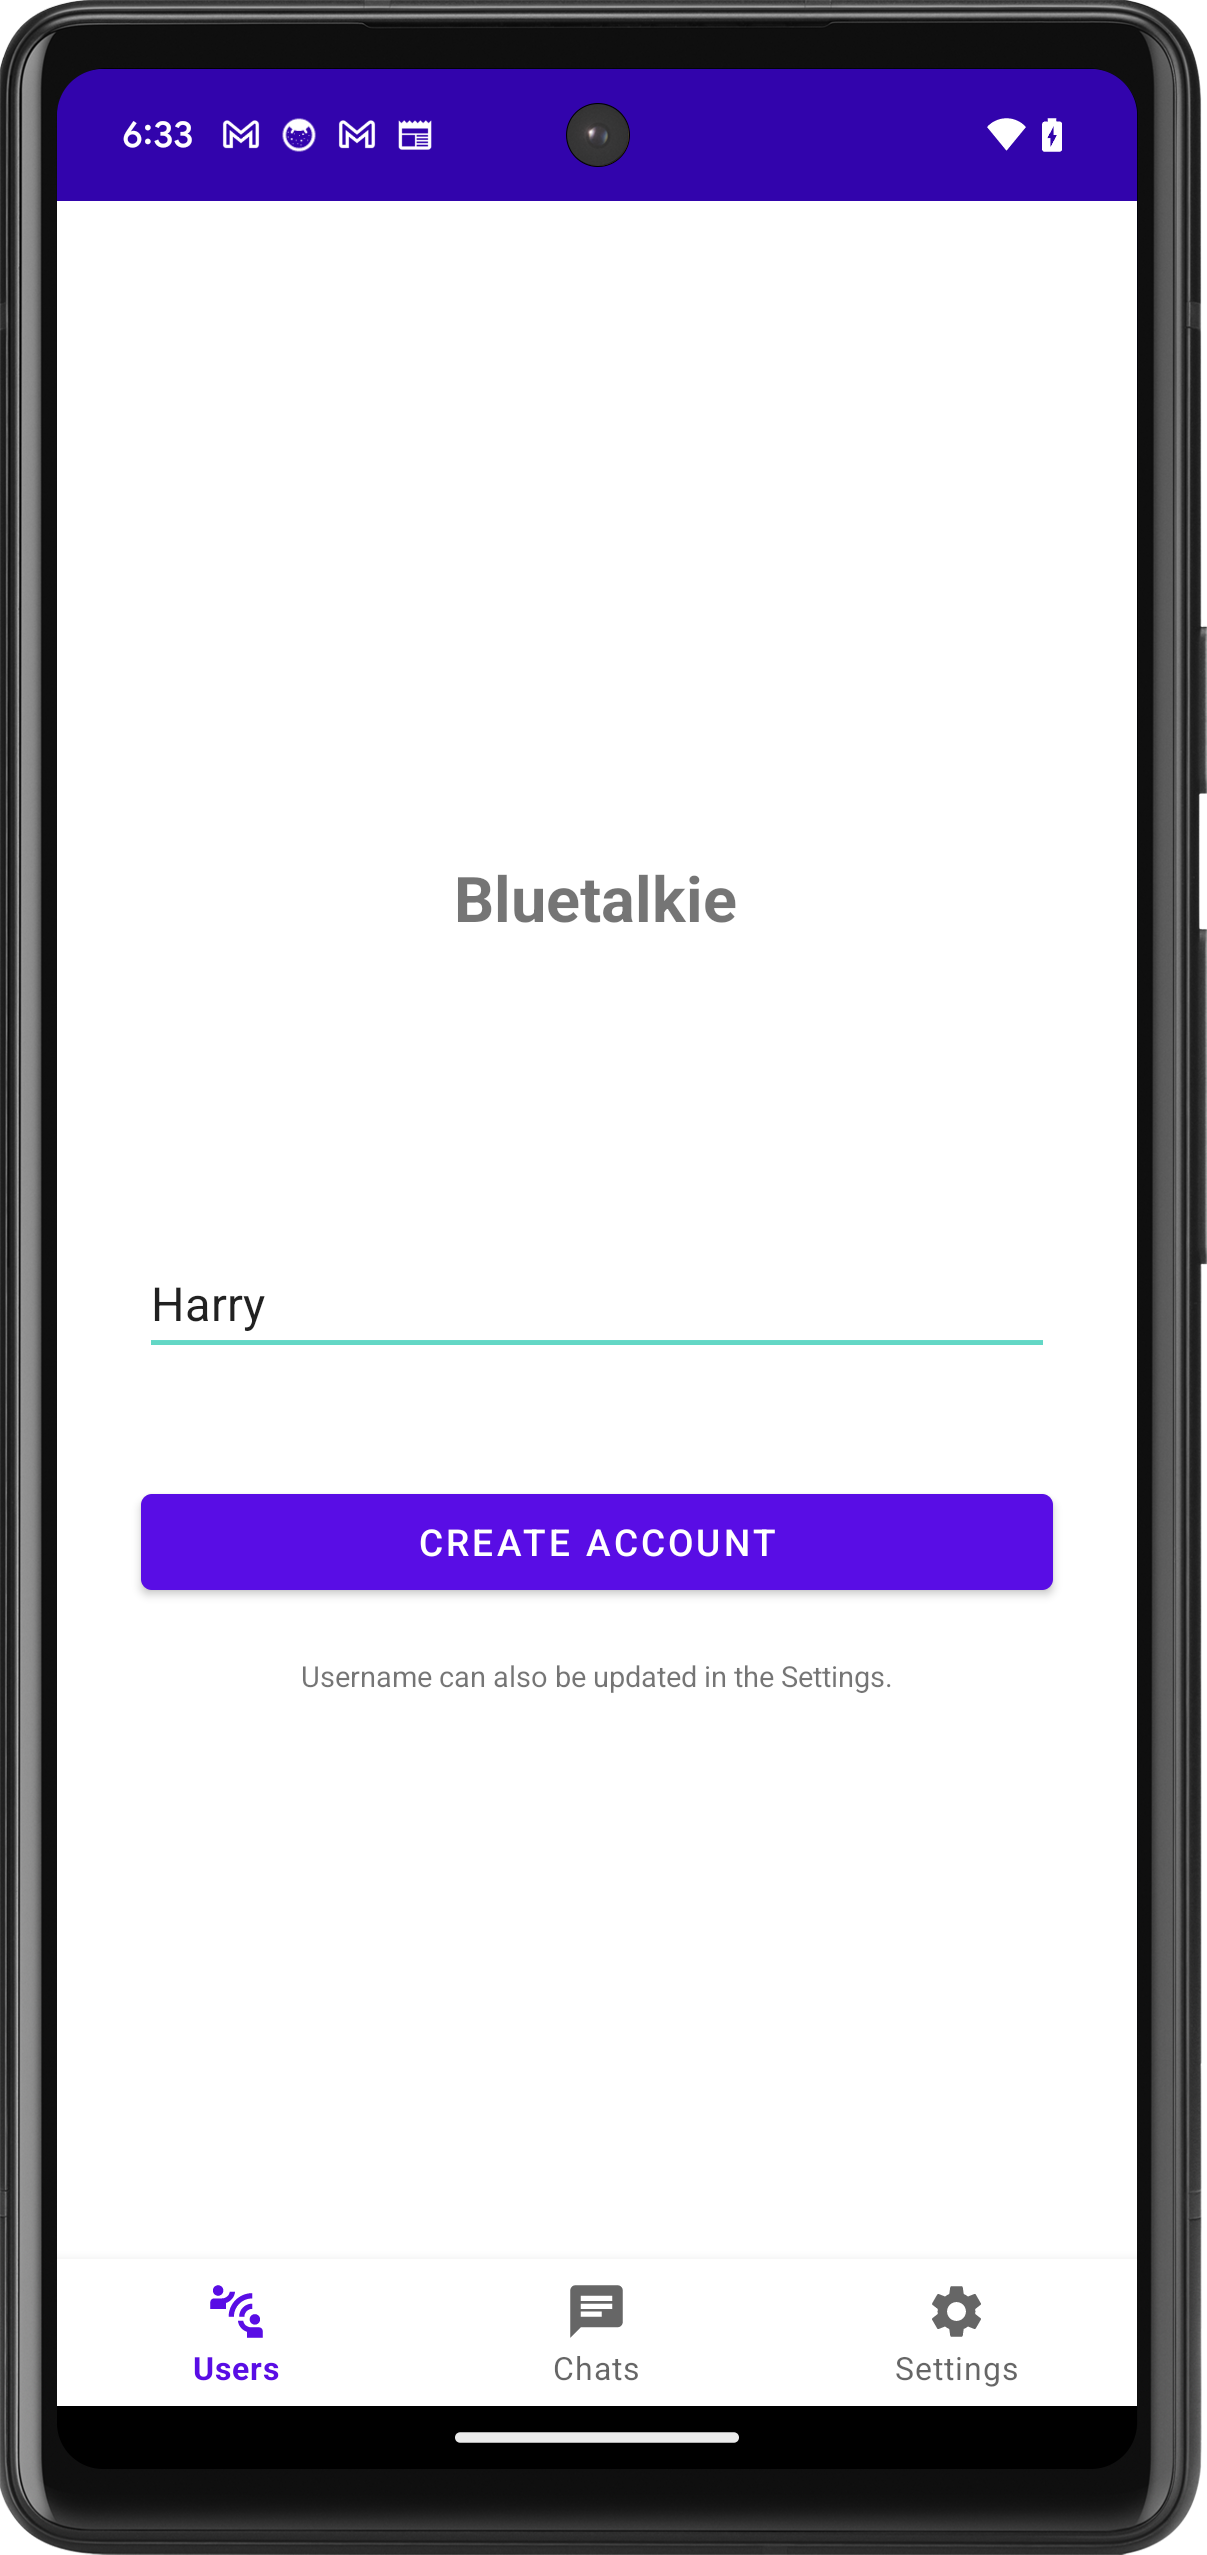 6:33
Bluetalkie
Harry
CREATE ACCOUNT
Username can also be updated in the Settings.
Users Chats Settings